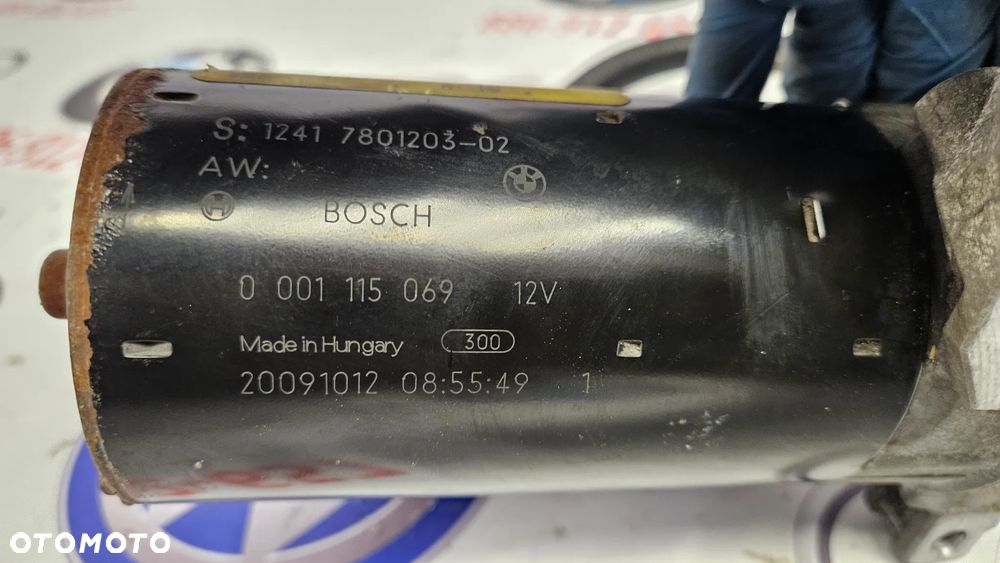 S: 1241 7801203-02
AW:
BOSCH
0 001 115 069 12V
Made in Hungary 300
20091012 08:55:49 1
OTOMOTO